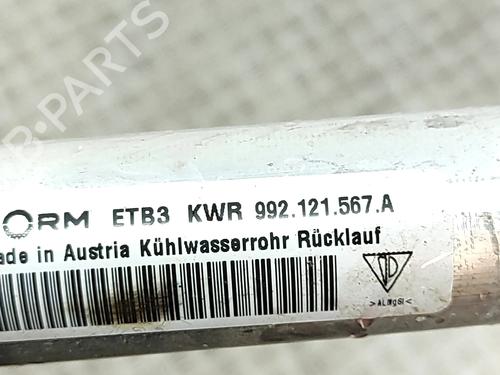 ORM ETB3 KWR 992.121.567.A
ade in Austria Kühlwasserrohr Rücklauf
>ALMgSI<
B-PARTS